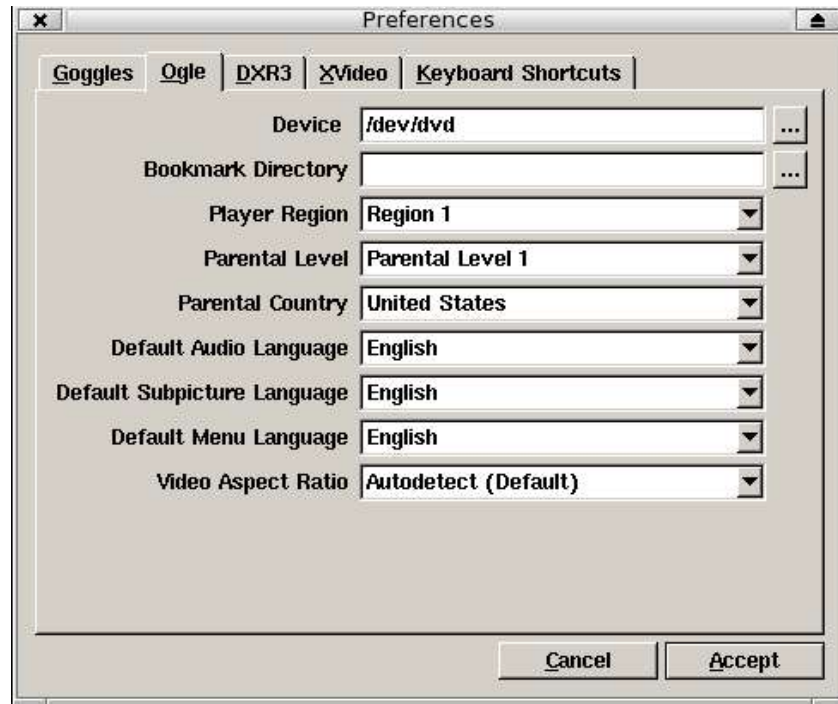 Preferences
Goggles Ogle DXR3 XVideo Keyboard Shortcuts
Device /dev/dvd ...
Bookmark Directory ...
Player Region Region 1
Parental Level Parental Level 1
Parental Country United States
Default Audio Language English
Default Subpicture Language English
Default Menu Language English
Video Aspect Ratio Autodetect (Default)
Cancel Accept